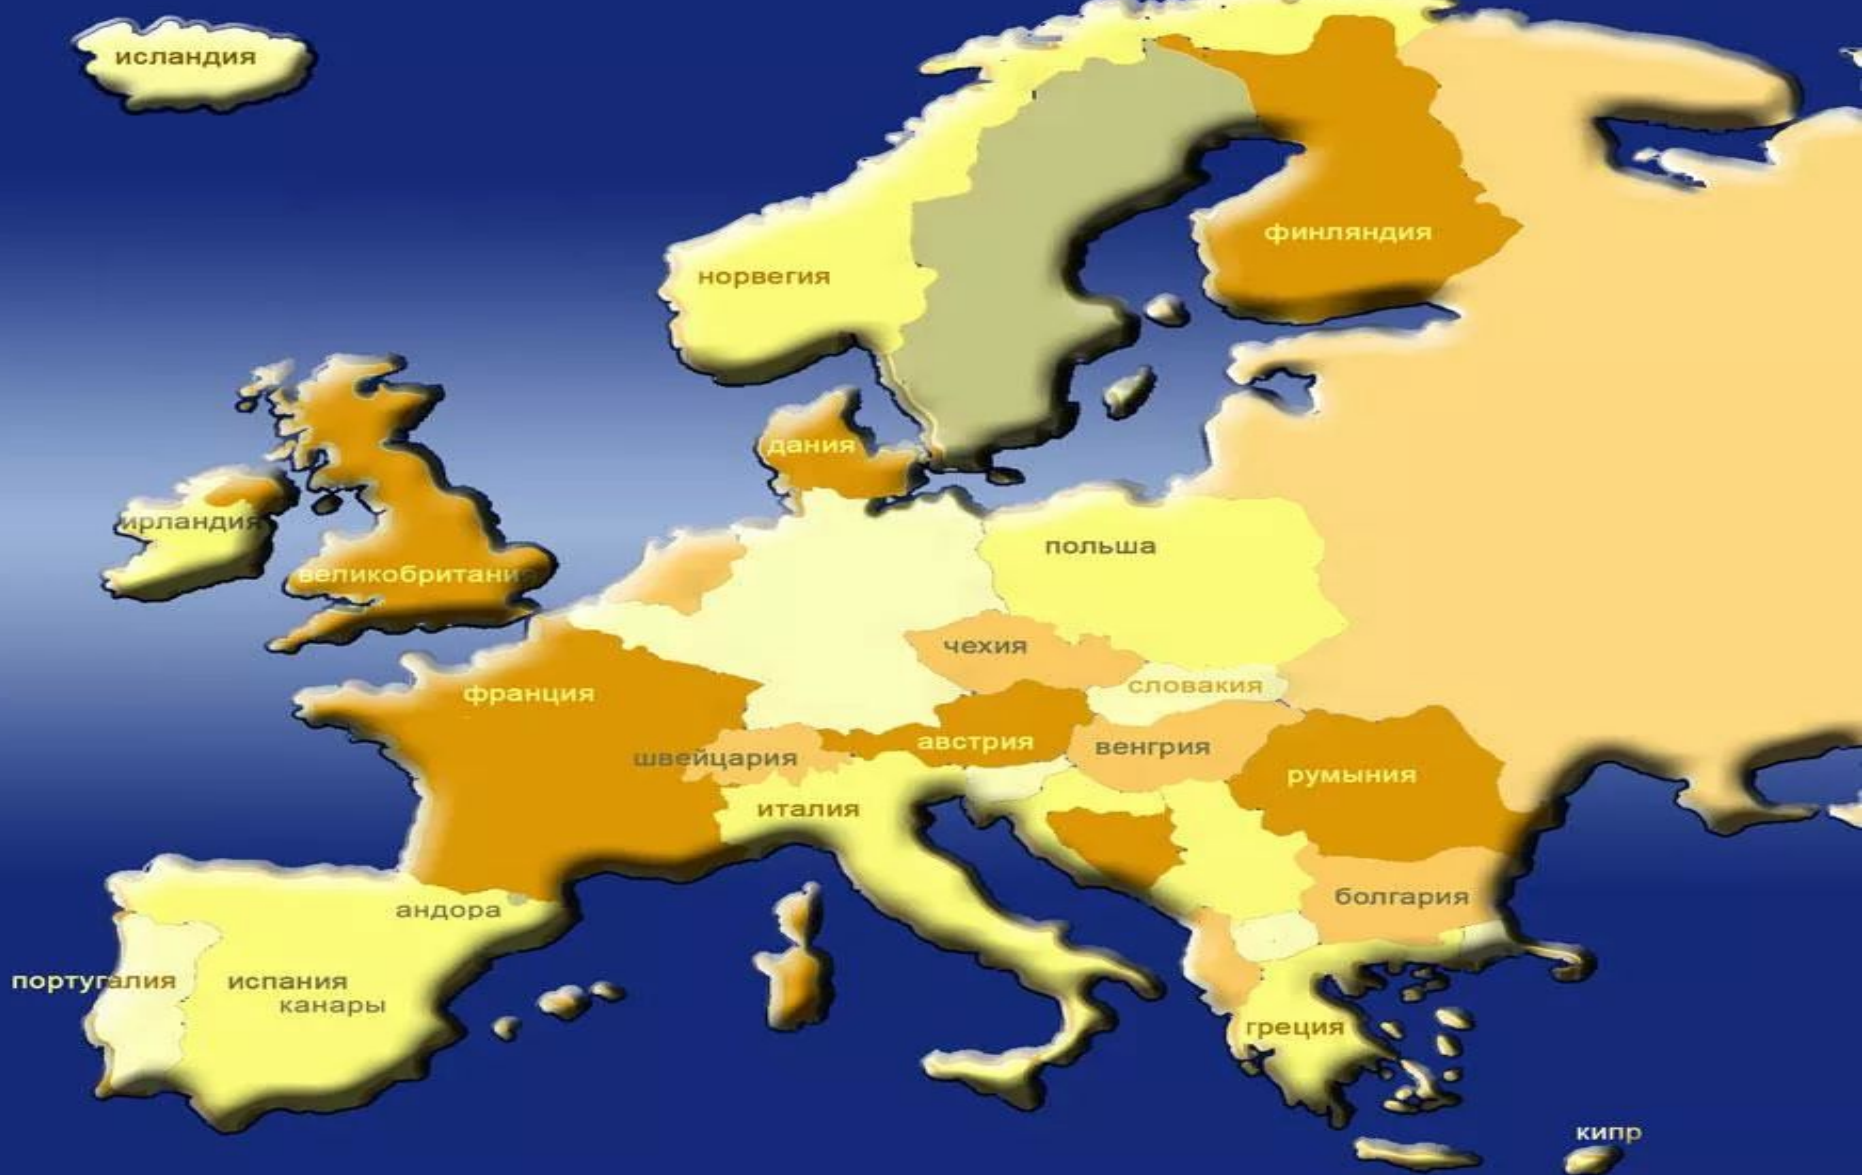 исландия
финляндия
норвегия
дания
ирландия
польша
великобритани
чехия
словакия
франция
австрия
венгрия
швейцария
румыния
италия
болгария
андора
португалия
испания
канары
греция
кипр